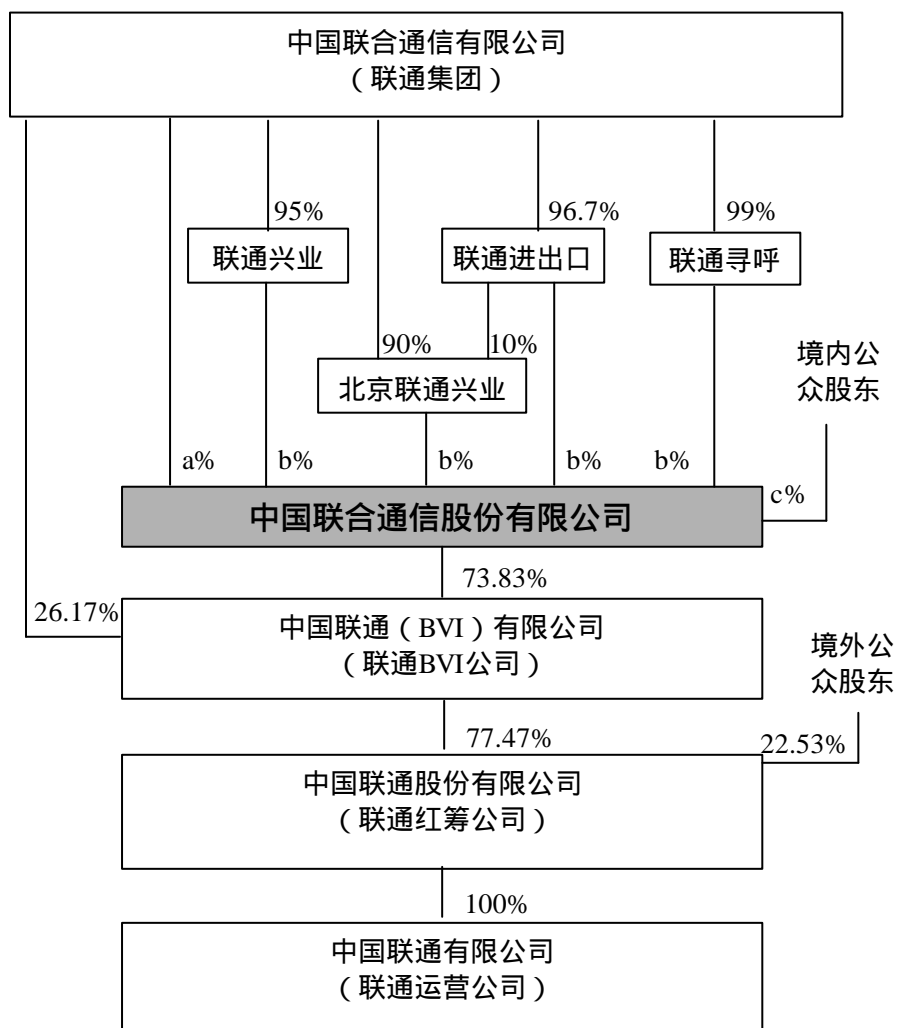 中国联合通信有限公司
（联通集团）
95%
96.7%
99%
联通兴业
联通进出口
联通寻呼
90%
10%
境内公
众股东
北京联通兴业
a%
b%
b%
b%
b%
c%
中国联合通信股份有限公司
73.83%
26.17%
中国联通（BVI）有限公司
（联通BVI公司）
境外公
众股东
77.47%
22.53%
中国联通股份有限公司
（联通红筹公司）
100%
中国联通有限公司
（联通运营公司）